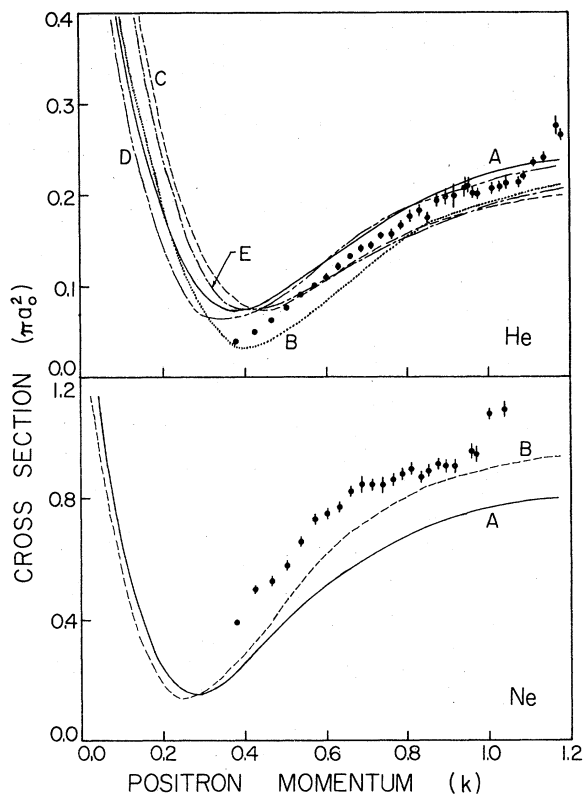 0.4
C
D
0.3
A
0.2
E
0.1
B
He
0.0
CROSS SECTION (πa₀²)
1.2
B
0.8
A
0.4
Ne
0.0
0.0 0.2 0.4 0.6 0.8 1.0 1.2
POSITRON MOMENTUM (k)